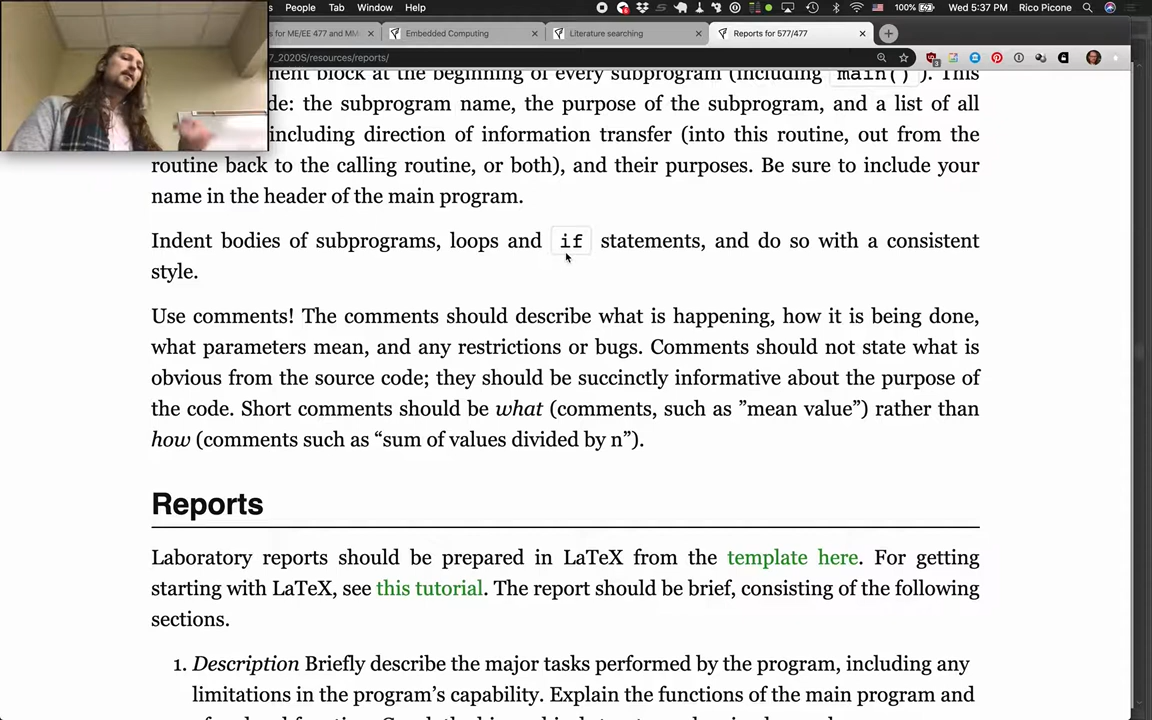 People Tab Window Help 100% Wed 5:37 PM Rico Picone
s for ME/EE 477 and MM Embedded Computing Literature searching Reports for 577/477
7_2020S/resources/reports/
nent block at the beginning of every subprogram (including main() ). This
de: the subprogram name, the purpose of the subprogram, and a list of all
including direction of information transfer (into this routine, out from the
routine back to the calling routine, or both), and their purposes. Be sure to include your
name in the header of the main program.
Indent bodies of subprograms, loops and if statements, and do so with a consistent
style.
Use comments! The comments should describe what is happening, how it is being done,
what parameters mean, and any restrictions or bugs. Comments should not state what is
obvious from the source code; they should be succinctly informative about the purpose of
the code. Short comments should be what (comments, such as ”mean value”) rather than
how (comments such as “sum of values divided by n”).
Reports
Laboratory reports should be prepared in LaTeX from the template here. For getting
starting with LaTeX, see this tutorial. The report should be brief, consisting of the following
sections.
1. Description Briefly describe the major tasks performed by the program, including any
limitations in the program’s capability. Explain the functions of the main program and